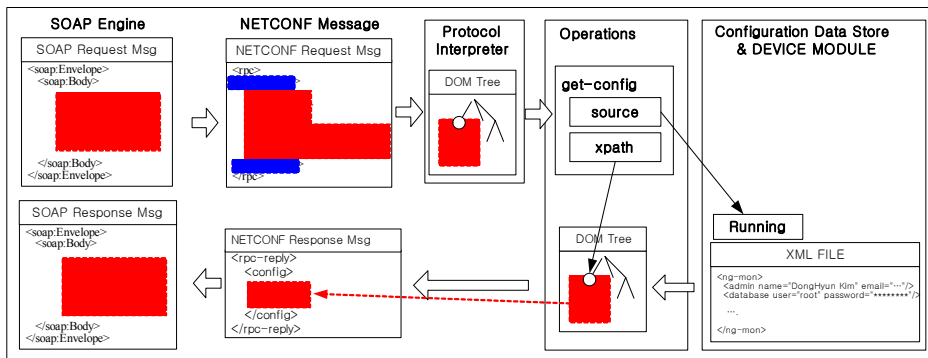 SOAP Engine
SOAP Request Msg
<soap:Envelope>
<soap:Body>
</soap:Body>
</soap:Envelope>
NETCONF Message
NETCONF Request Msg
<rpc>
>
>
</rpc>
Protocol
Interpreter
DOM Tree
Operations
get-config
source
xpath
Configuration Data Store
& DEVICE MODULE
Running
XML FILE
<ng-mon>
<admin name="DongHyun Kim" email="…"/>
<database user="root" password="********"/>
….
</ng-mon>
DOM Tree
NETCONF Response Msg
<rpc-reply>
<config>
</config>
</rpc-reply>
SOAP Response Msg
<soap:Envelope>
<soap:Body>
</soap:Body>
</soap:Envelope>